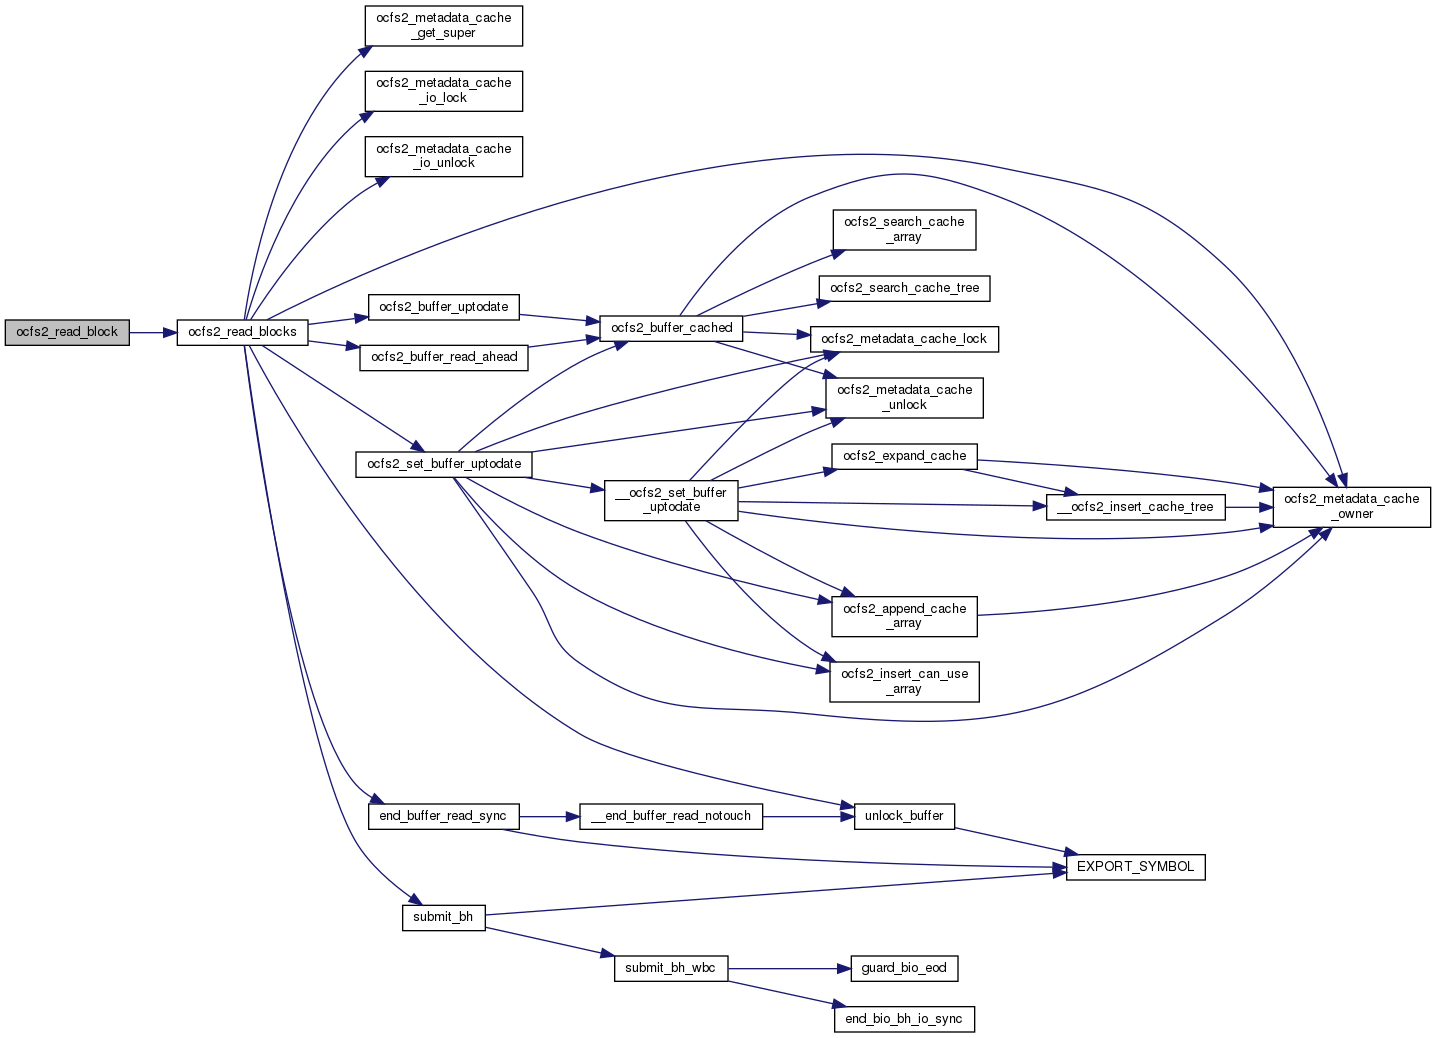 ocfs2_metadata_cache
_get_super
ocfs2_metadata_cache
_io_lock
ocfs2_metadata_cache
_io_unlock
ocfs2_search_cache
_array
ocfs2_search_cache_tree
ocfs2_buffer_uptodate
ocfs2_read_block
ocfs2_read_blocks
ocfs2_buffer_cached
ocfs2_metadata_cache_lock
ocfs2_buffer_read_ahead
ocfs2_metadata_cache
_unlock
ocfs2_set_buffer_uptodate
ocfs2_expand_cache
__ocfs2_set_buffer
_uptodate
__ocfs2_insert_cache_tree
ocfs2_metadata_cache
_owner
ocfs2_append_cache
_array
ocfs2_insert_can_use
_array
end_buffer_read_sync
__end_buffer_read_notouch
unlock_buffer
EXPORT_SYMBOL
submit_bh
submit_bh_wbc
guard_bio_eod
end_bio_bh_io_sync